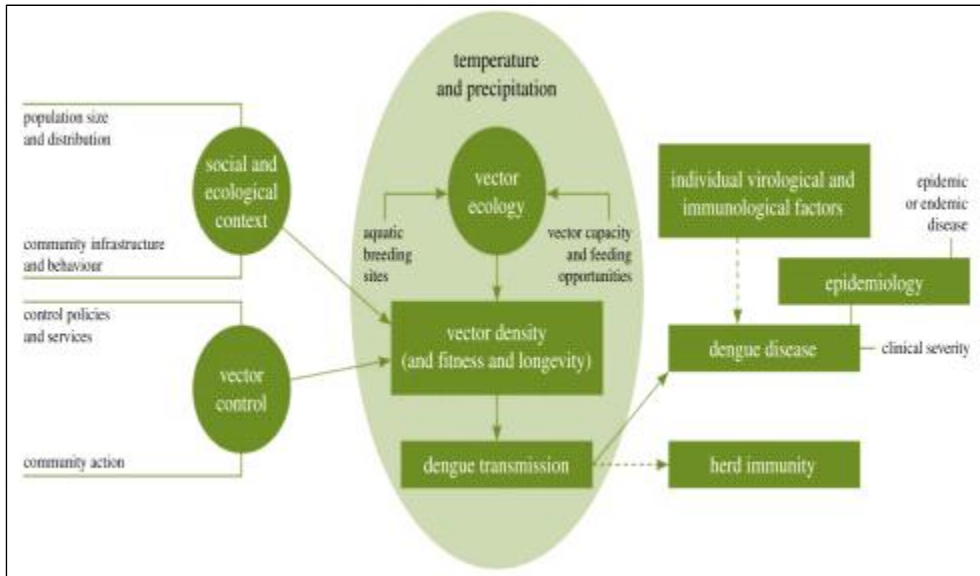 temperature
and precipitation
population size
and distribution
social and
ecological
context
community infrastructure
and behaviour
control policies
and services
vector
control
community action
vector
ecology
aquatic
breeding
sites
vector capacity
and feeding
opportunities
vector density
(and fitness and longevity)
dengue transmission
individual virological and
immunological factors
epidemic
or endemic
disease
epidemiology
dengue disease
clinical severity
herd immunity